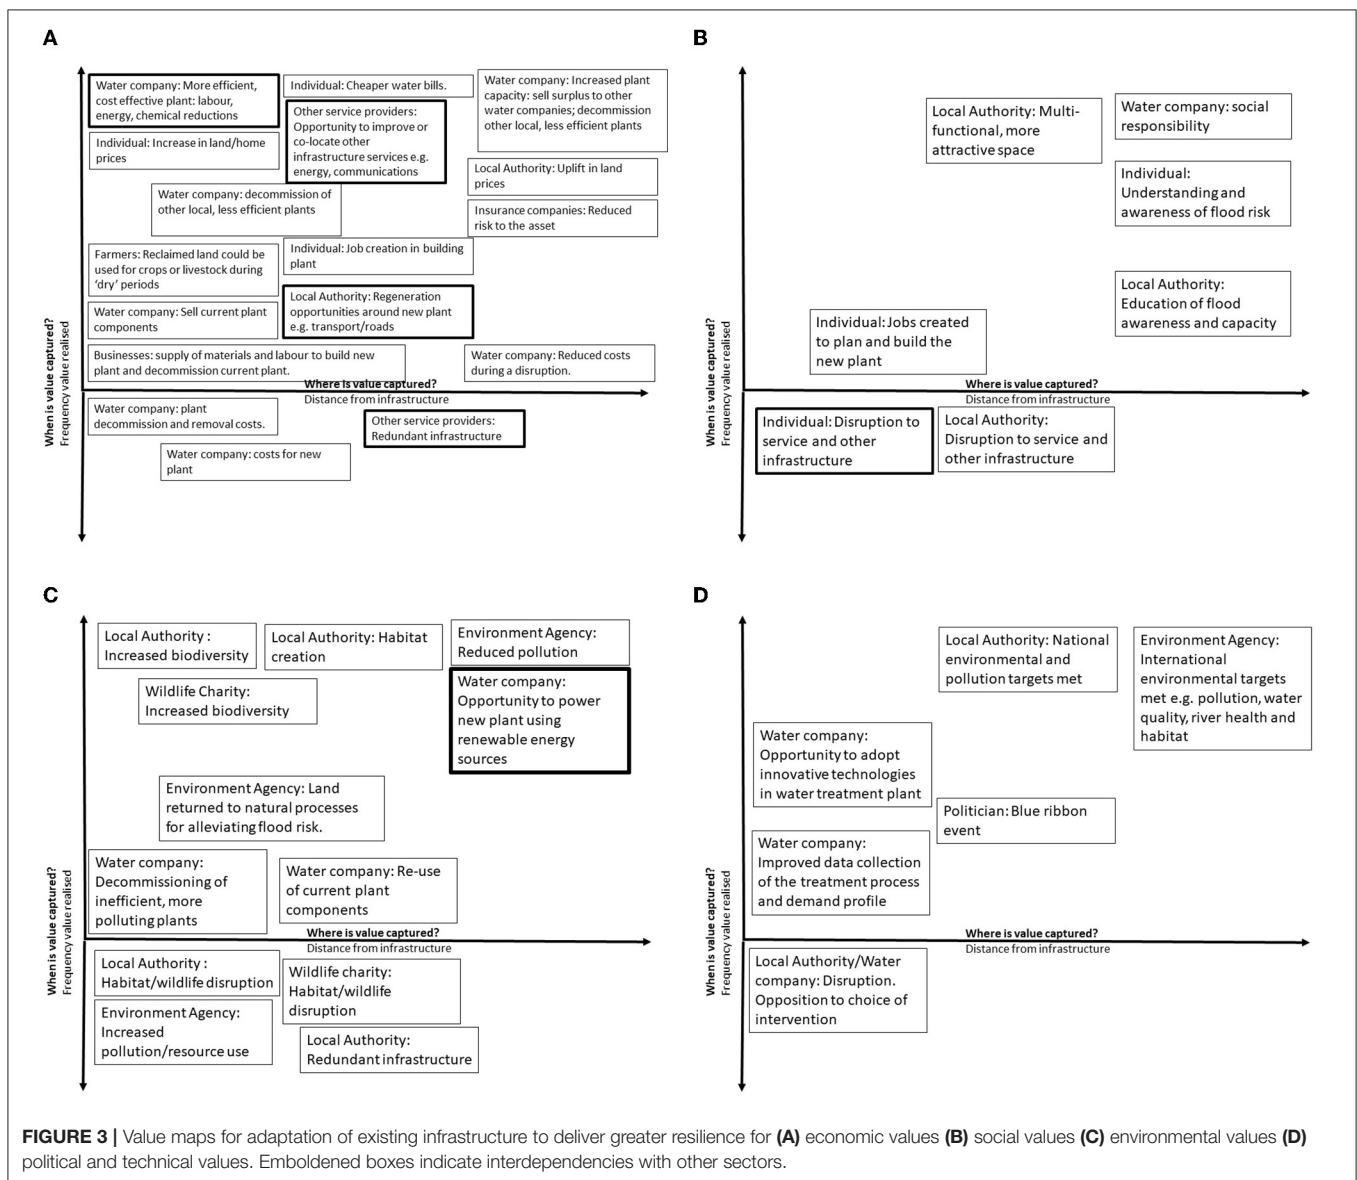 A
Water company: More efficient,
cost effective plant: labour,
energy, chemical reductions
Individual: Cheaper water bills.
Water company: Increased plant
capacity: sell surplus to other
water companies; decommission
other local, less efficient plants
Other service providers:
Opportunity to improve or
co-locate other
infrastructure services e.g.
energy, communications
Individual: Increase in land/home
prices
Local Authority: Uplift in land
prices
Water company: decommission of
other local, less efficient plants
Insurance companies: Reduced
risk to the asset
Farmers: Reclaimed land could be
used for crops or livestock during
‘dry’ periods
Individual: Job creation in building
plant
Local Authority: Regeneration
opportunities around new plant
e.g. transport/roads
Water company: Sell current plant
components
Businesses: supply of materials and labour to build new
plant and decommission current plant.
Water company: Reduced costs
during a disruption.
When is value captured?
Frequency value realised
Where is value captured?
Distance from infrastructure
Water company: plant
decommission and removal costs.
Other service providers:
Redundant infrastructure
Water company: costs for new
plant
B
Local Authority: Multi-
functional, more
attractive space
Water company: social
responsibility
Individual:
Understanding and
awareness of flood risk
Local Authority:
Education of flood
awareness and capacity
Individual: Jobs created
to plan and build the
new plant
When is value captured?
Frequency value realised
Where is value captured?
Distance from infrastructure
Individual: Disruption to
service and other
infrastructure
Local Authority:
Disruption to service and
other infrastructure
C
Local Authority :
Increased biodiversity
Local Authority: Habitat
creation
Environment Agency:
Reduced pollution
Wildlife Charity:
Increased biodiversity
Water company:
Opportunity to power
new plant using
renewable energy
sources
Environment Agency: Land
returned to natural processes
for alleviating flood risk.
Water company:
Decommissioning of
inefficient, more
polluting plants
Water company: Re-use
of current plant
components
When is value captured?
Frequency value realised
Where is value captured?
Distance from infrastructure
Local Authority :
Habitat/wildlife disruption
Wildlife charity:
Habitat/wildlife
disruption
Environment Agency:
Increased
pollution/resource use
Local Authority:
Redundant infrastructure
D
Local Authority: National
environmental and
pollution targets met
Environment Agency:
International
environmental targets
met e.g. pollution, water
quality, river health and
habitat
Water company:
Opportunity to adopt
innovative technologies
in water treatment plant
Politician: Blue ribbon
event
Water company:
Improved data collection
of the treatment process
and demand profile
When is value captured?
Frequency value realised
Where is value captured?
Distance from infrastructure
Local Authority/Water
company: Disruption.
Opposition to choice of
intervention
FIGURE 3 | Value maps for adaptation of existing infrastructure to deliver greater resilience for (A) economic values (B) social values (C) environmental values (D)
political and technical values. Emboldened boxes indicate interdependencies with other sectors.